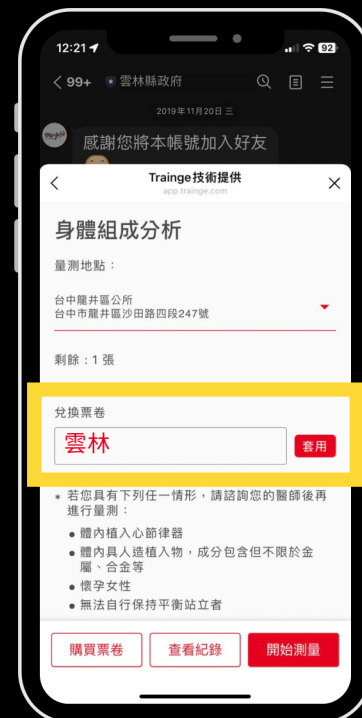 12:21
92
99+
雲林縣政府
2019年11月20日 三
感謝您將本帳號加入好友
Trainge技術提供
app.trainge.com
身體組成分析
量測地點：
台中龍井區公所
台中市龍井區沙田路四段247號
剩餘：1 張
兌換票卷
雲林
套用
* 若您具有下列任一情形，請諮詢您的醫師後再
進行量測：
● 體內植入心節律器
● 體內具人造植入物，成分包含但不限於金
屬、合金等
● 懷孕女性
● 無法自行保持平衡站立者
購買票卷
查看紀錄
開始測量